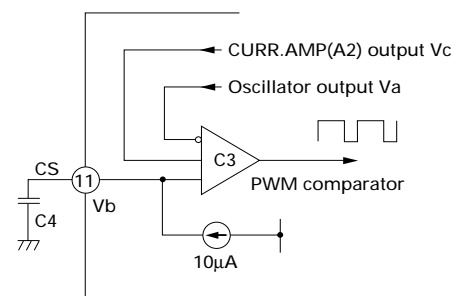 CURR.AMP(A2) output Vc
Oscillator output Va
C3
CS
11
PWM comparator
C4
Vb
10µA